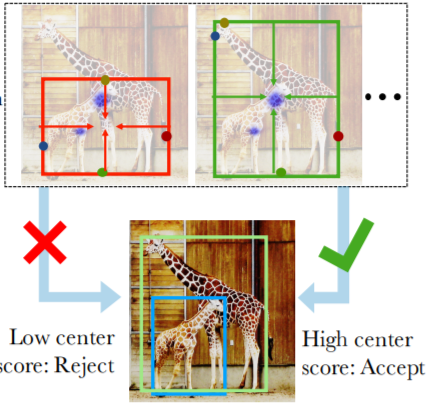 Low center
score: Reject
High center
score: Accept